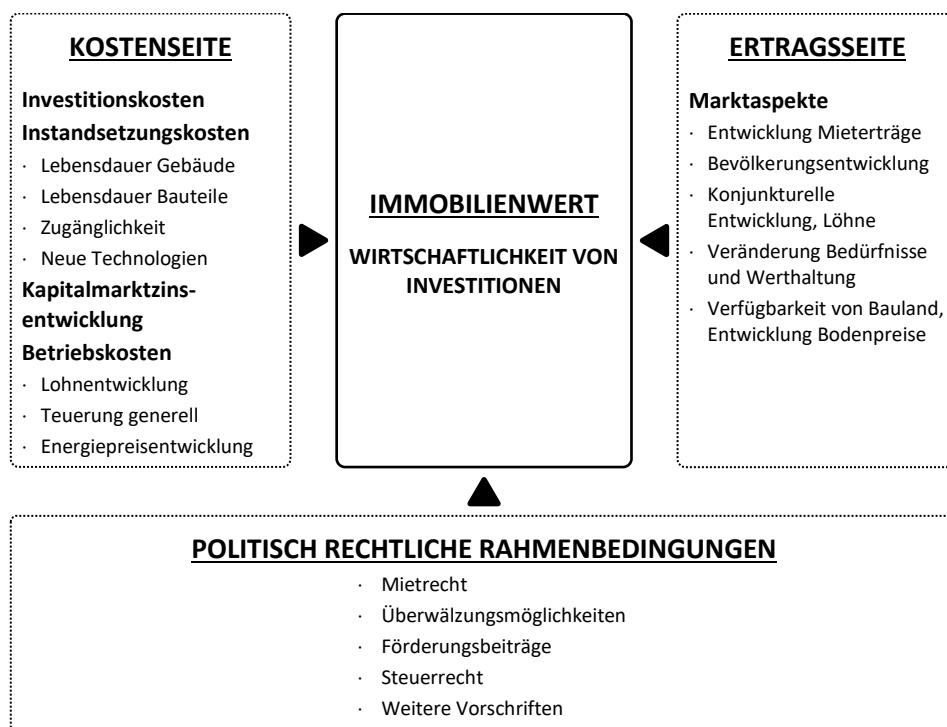 KOSTENSEITE
Investitionskosten
Instandsetzungskosten
· Lebensdauer Gebäude
· Lebensdauer Bauteile
· Zugänglichkeit
· Neue Technologien
Kapitalmarktzins-
entwicklung
Betriebskosten
· Lohnentwicklung
· Teuerung generell
· Energiepreisentwicklung
IMMOBILIENWERT
WIRTSCHAFTLICHKEIT VON
INVESTITIONEN
ERTRAGSSEITE
Marktaspekte
· Entwicklung Mieterträge
· Bevölkerungsentwicklung
· Konjunkturelle
Entwicklung, Löhne
· Veränderung Bedürfnisse
und Werthaltung
· Verfügbarkeit von Bauland,
Entwicklung Bodenpreise
POLITISCH RECHTLICHE RAHMENBEDINGUNGEN
· Mietrecht
· Überwälzungsmöglichkeiten
· Förderungsbeiträge
· Steuerrecht
· Weitere Vorschriften